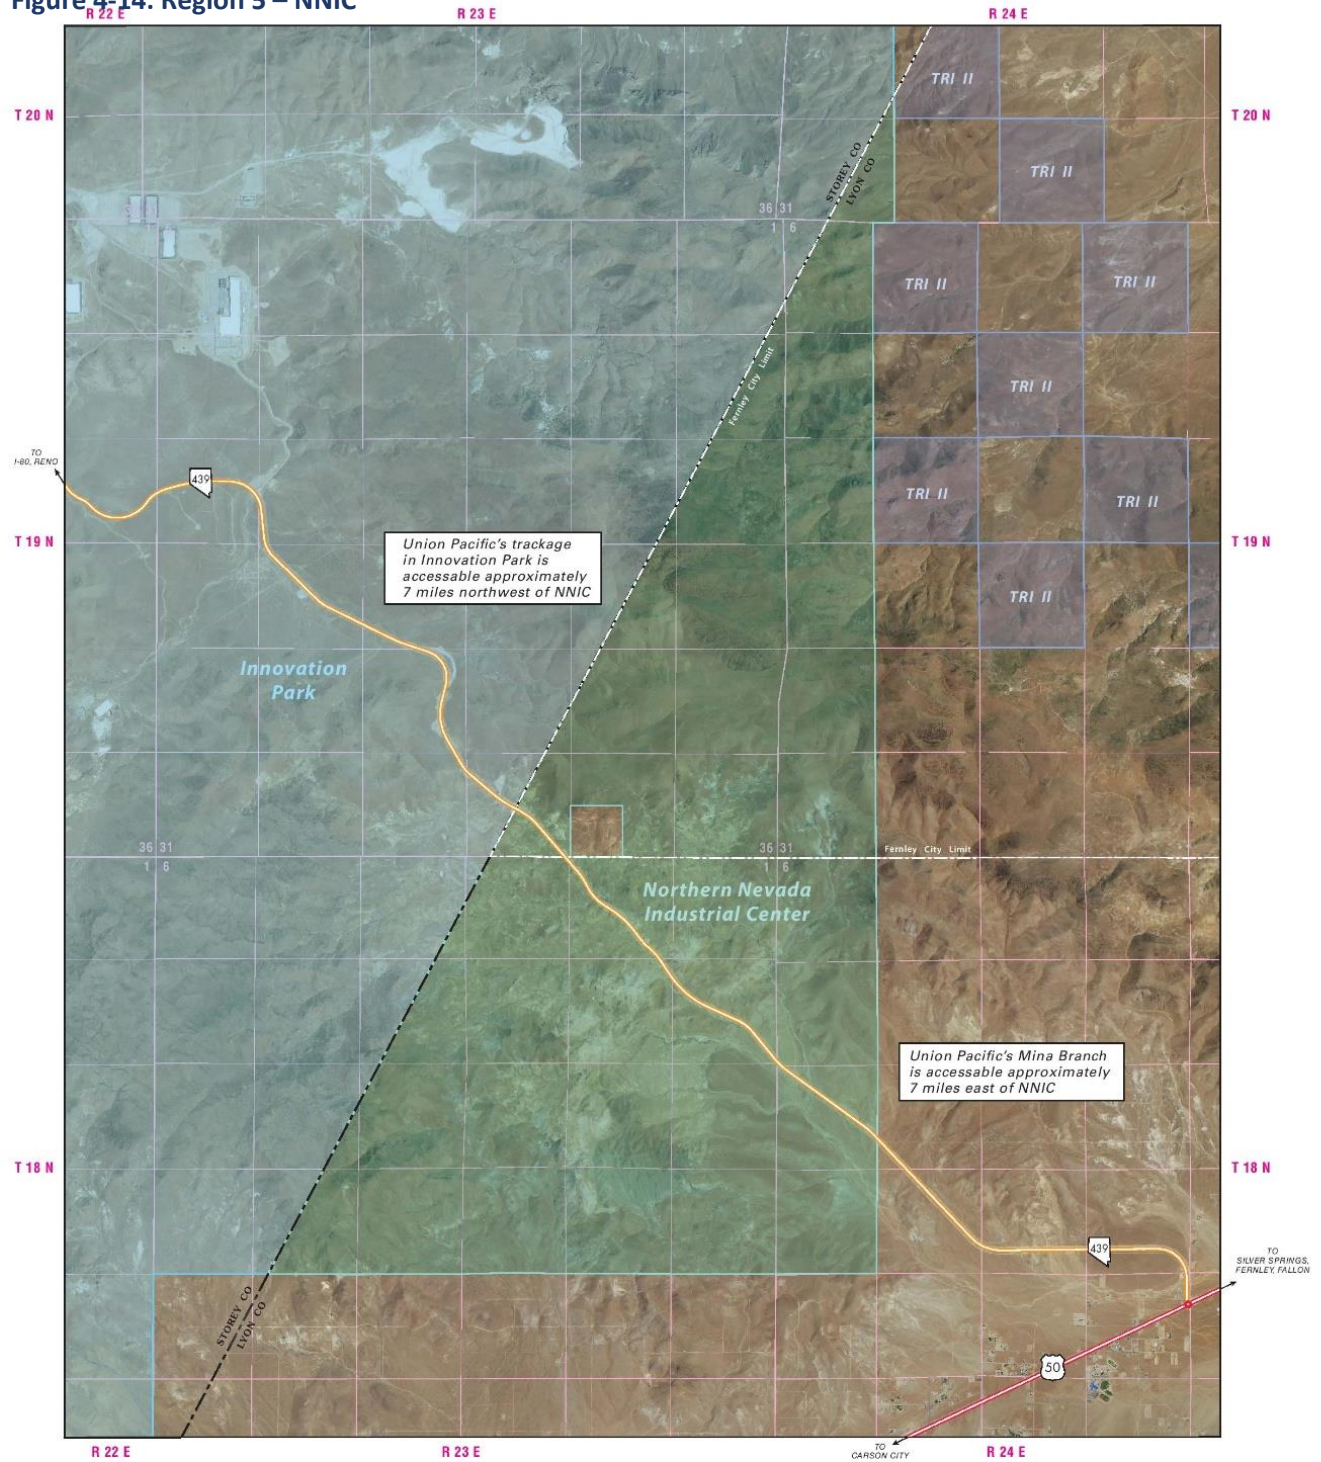 Figure 4-14: Region 5 – NNIC
R 22 E
R 23 E
R 24 E
TRI II
T 20 N
T 20 N
STOREY CO
LYON CO
TRI II
36 31
1 6
TRI II
TRI II
Fernley City Limit
TRI II
TO
I-80, RENO
439
TRI II
TRI II
T 19 N
T 19 N
Union Pacific's trackage
in Innovation Park is
accessable approximately
7 miles northwest of NNIC
TRI II
Innovation
Park
36 31
1 6
36 31
1 6
Fernley City Limit
Northern Nevada
Industrial Center
Union Pacific's Mina Branch
is accessable approximately
7 miles east of NNIC
T 18 N
T 18 N
439
TO
SILVER SPRINGS,
FERNLEY, FALLON
STOREY CO
LYON CO
50
R 22 E
R 23 E
R 24 E
TO
CARSON CITY